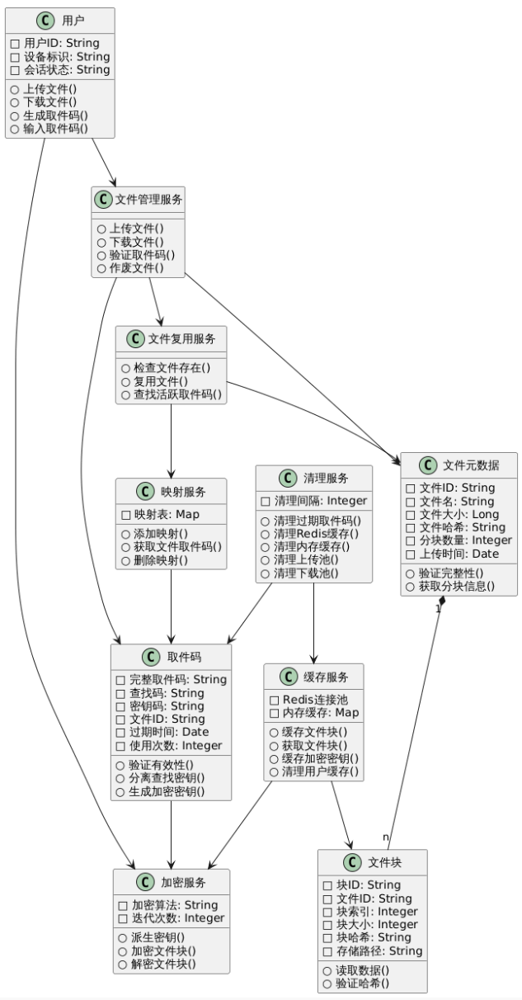 C 用户
用户ID: String
设备标识: String
会话状态: String
上传文件()
下载文件()
生成取件码()
输入取件码()
C 文件管理服务
上传文件()
下载文件()
验证取件码()
作废文件()
C 文件复用服务
检查文件存在()
复用文件()
查找活跃取件码()
C 映射服务
映射表: Map
添加映射()
获取文件取件码()
删除映射()
C 清理服务
清理间隔: Integer
清理过期取件码()
清理Redis缓存()
清理内存缓存()
清理上传池()
清理下载池()
C 文件元数据
文件ID: String
文件名: String
文件大小: Long
文件哈希: String
分块数量: Integer
上传时间: Date
验证完整性()
获取分块信息()
1
C 取件码
完整取件码: String
查找码: String
密钥码: String
文件ID: String
过期时间: Date
使用次数: Integer
验证有效性()
分离查找密钥()
生成加密密钥()
C 缓存服务
Redis连接池
内存缓存: Map
缓存文件块()
获取文件块()
缓存加密密钥()
清理用户缓存()
n
C 加密服务
加密算法: String
迭代次数: Integer
派生密钥()
加密文件块()
解密文件块()
C 文件块
块ID: String
文件ID: String
块索引: Integer
块大小: Integer
块哈希: String
存储路径: String
读取数据()
验证哈希()